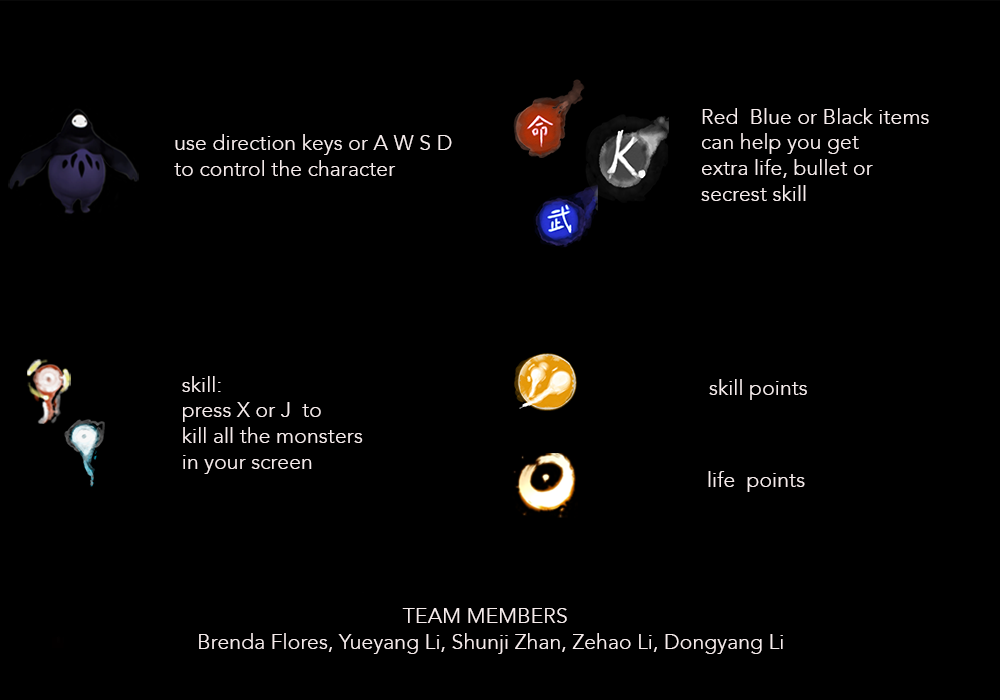 use direction keys or A W S D
to control the character
命
K.
武
Red  Blue or Black items
can help you get
extra life, bullet or
secrest skill
skill:
press X or J  to
kill all the monsters
in your screen
skill points
life  points
TEAM MEMBERS
Brenda Flores, Yueyang Li, Shunji Zhan, Zehao Li, Dongyang Li